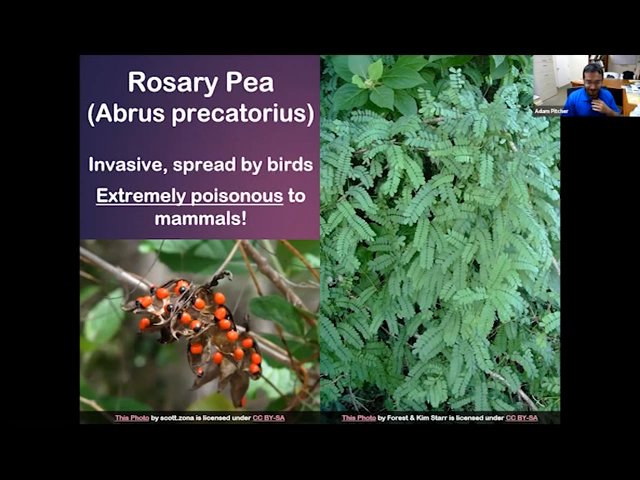 Rosary Pea
(Abrus precatorius)
Invasive, spread by birds
Extremely poisonous to
mammals!
Adam Pitcher
This Photo by scott.zona is licensed under CC BY-SA
This Photo by Forest & Kim Starr is licensed under CC BY-SA